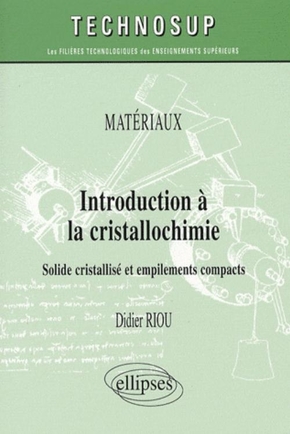 TECHNOSUP
Les FILIÈRES TECHNOLOGIQUES des ENSEIGNEMENTS SUPÉRIEURS
MATÉRIAUX
Introduction à
la cristallochimie
Solide cristallisé et empilements compacts
Didier RIOU
ellipses